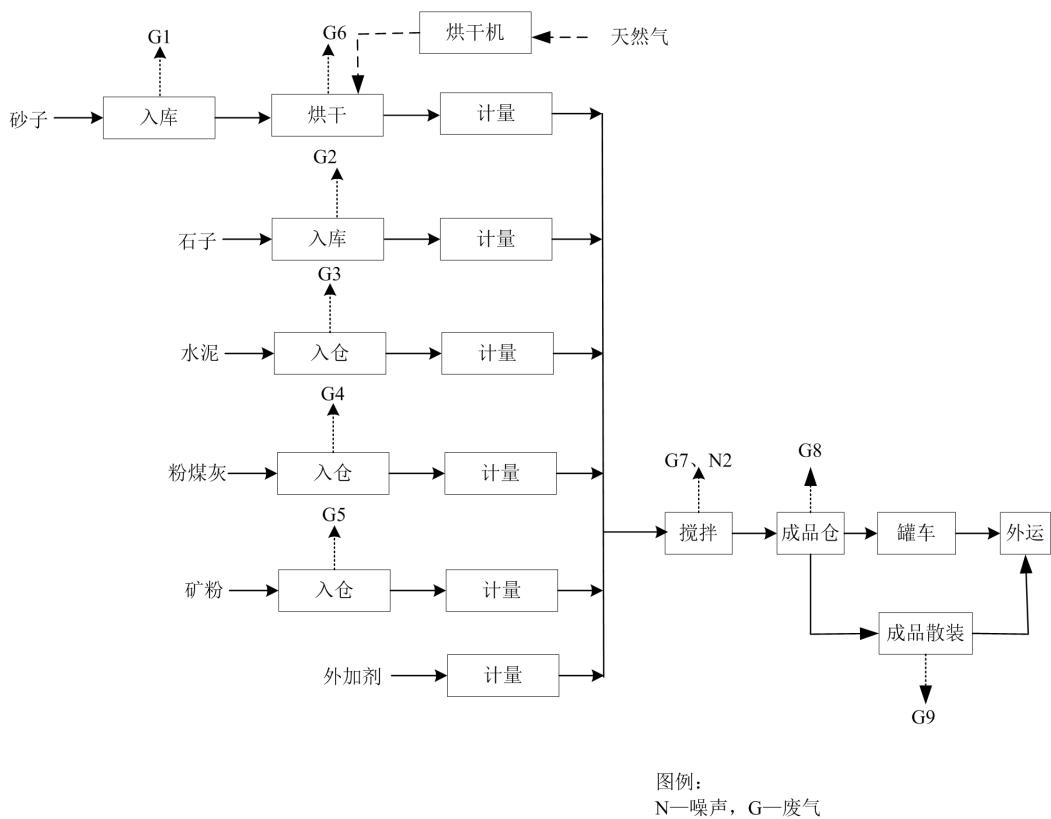 G1
G6
烘干机
天然气
砂子
入库
烘干
计量
G2
石子
入库
计量
G3
水泥
入仓
计量
G4
粉煤灰
入仓
计量
G7、N2
G8
G5
搅拌
成品仓
罐车
外运
矿粉
入仓
计量
成品散装
外加剂
计量
G9
图例：
N—噪声，G—废气